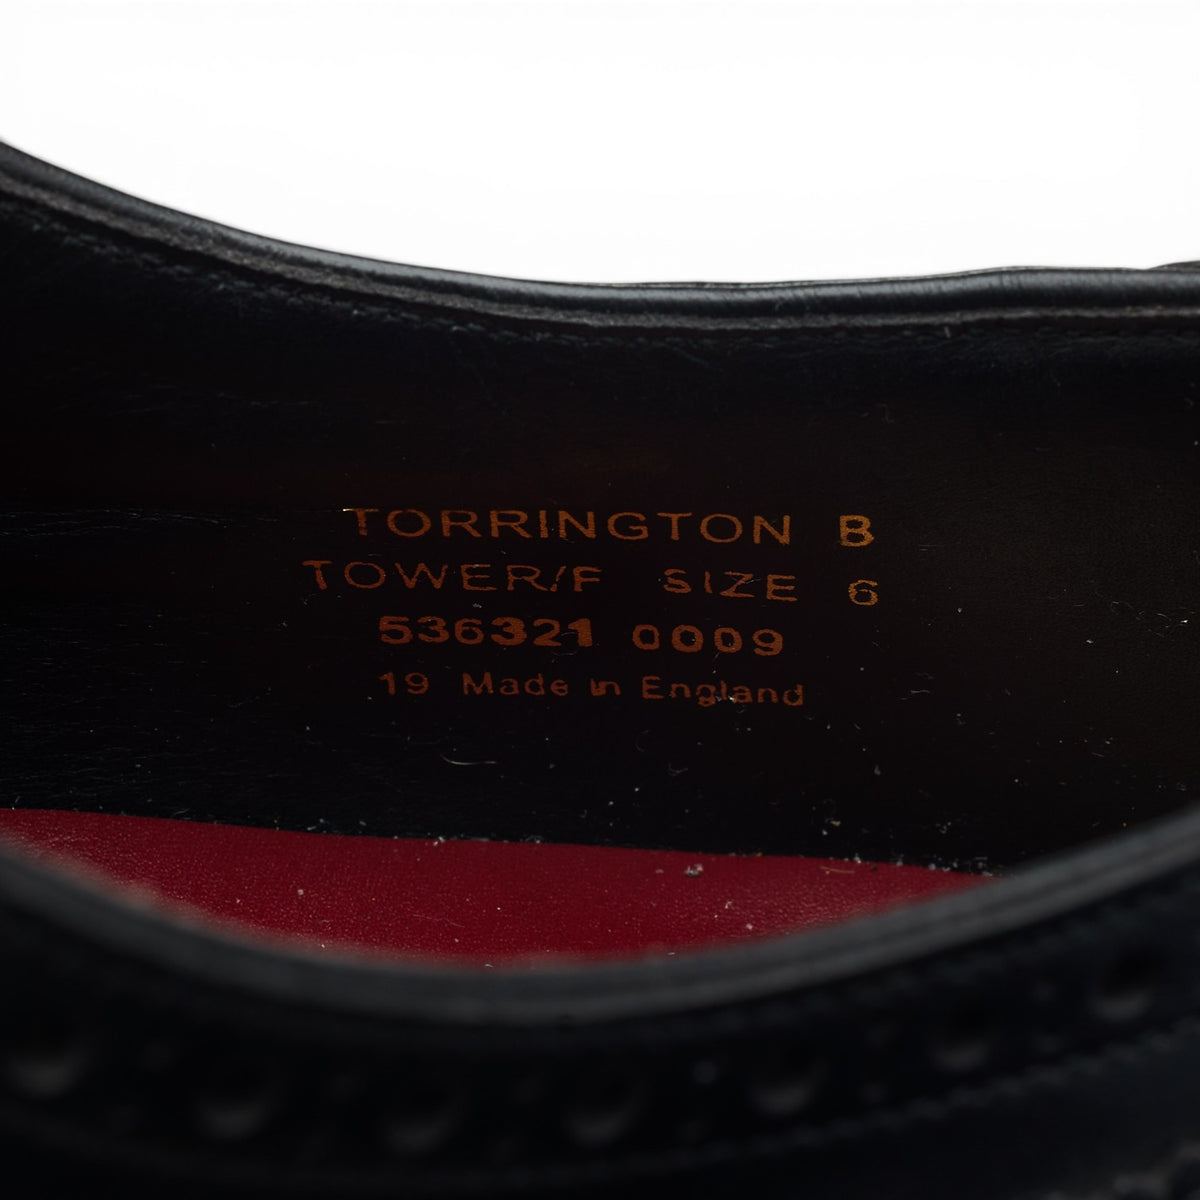 TORRINGTON B
TOWER/F SIZE 6
536321 0009
19 Made in England